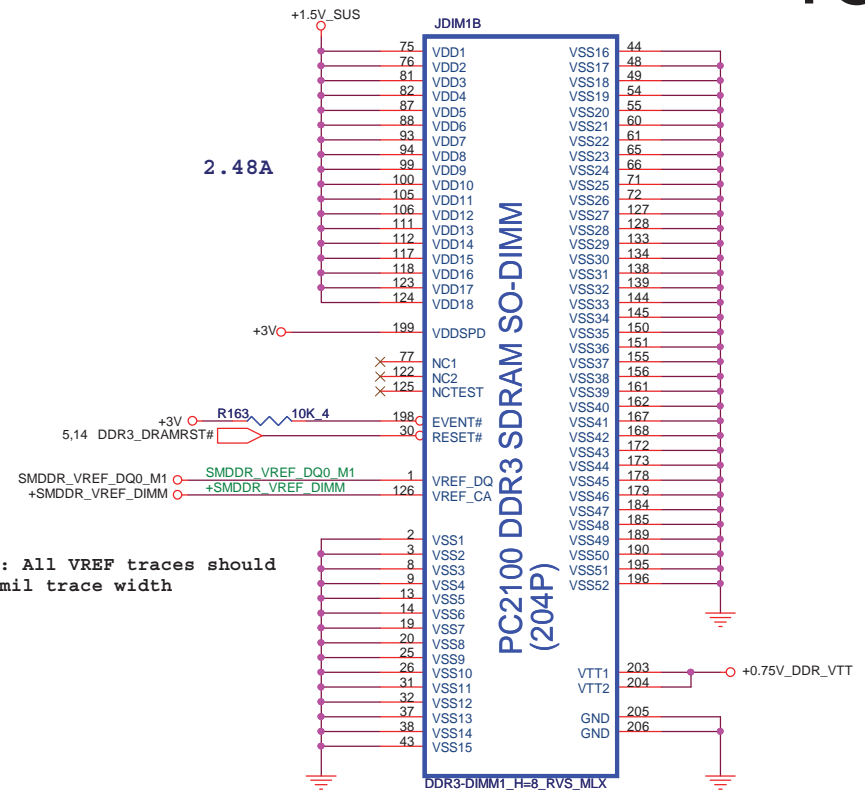 +1.5V_SUS
JDIM1B
75 VDD1 VSS16 44
76 VDD2 VSS17 48
81 VDD3 VSS18 49
82 VDD4 VSS19 54
87 VDD5 VSS20 55
88 VDD6 VSS21 60
93 VDD7 VSS22 61
94 VDD8 VSS23 65
2.48A
99 VDD9 VSS24 66
100 VDD10 VSS25 71
105 VDD11 VSS26 72
106 VDD12 VSS27 127
111 VDD13 VSS28 128
112 VDD14 VSS29 133
117 VDD15 VSS30 134
118 VDD16 VSS31 138
123 VDD17 VSS32 139
124 VDD18 VSS33 144
VSS34 145
+3V 199 VDDSPD VSS35 150
VSS36 151
77 NC1 VSS37 155
122 NC2 VSS38 156
125 NCTEST VSS39 161
VSS40 162
+3V R163 10K_4 198 EVENT# VSS41 167
5,14 DDR3_DRAMRST# 30 RESET# VSS42 168
VSS43 172
VSS44 173
SMDDR_VREF_DQ0_M1 SMDDR_VREF_DQ0_M1 1 VREF_DQ VSS45 178
+SMDDR_VREF_DIMM +SMDDR_VREF_DIMM 126 VREF_CA VSS46 179
VSS47 184
VSS48 185
2 VSS1 VSS49 189
3 VSS2 VSS50 190
8 VSS3 VSS51 195
9 VSS4 VSS52 196
: All VREF traces should
mil trace width
13 VSS5
14 VSS6
19 VSS7
20 VSS8
25 VSS9
26 VSS10 VTT1 203 +0.75V_DDR_VTT
31 VSS11 VTT2 204
32 VSS12
37 VSS13 GND 205
38 VSS14 GND 206
43 VSS15
PC2100 DDR3 SDRAM SO-DIMM
(204P)
DDR3-DIMM1_H=8_RVS_MLX